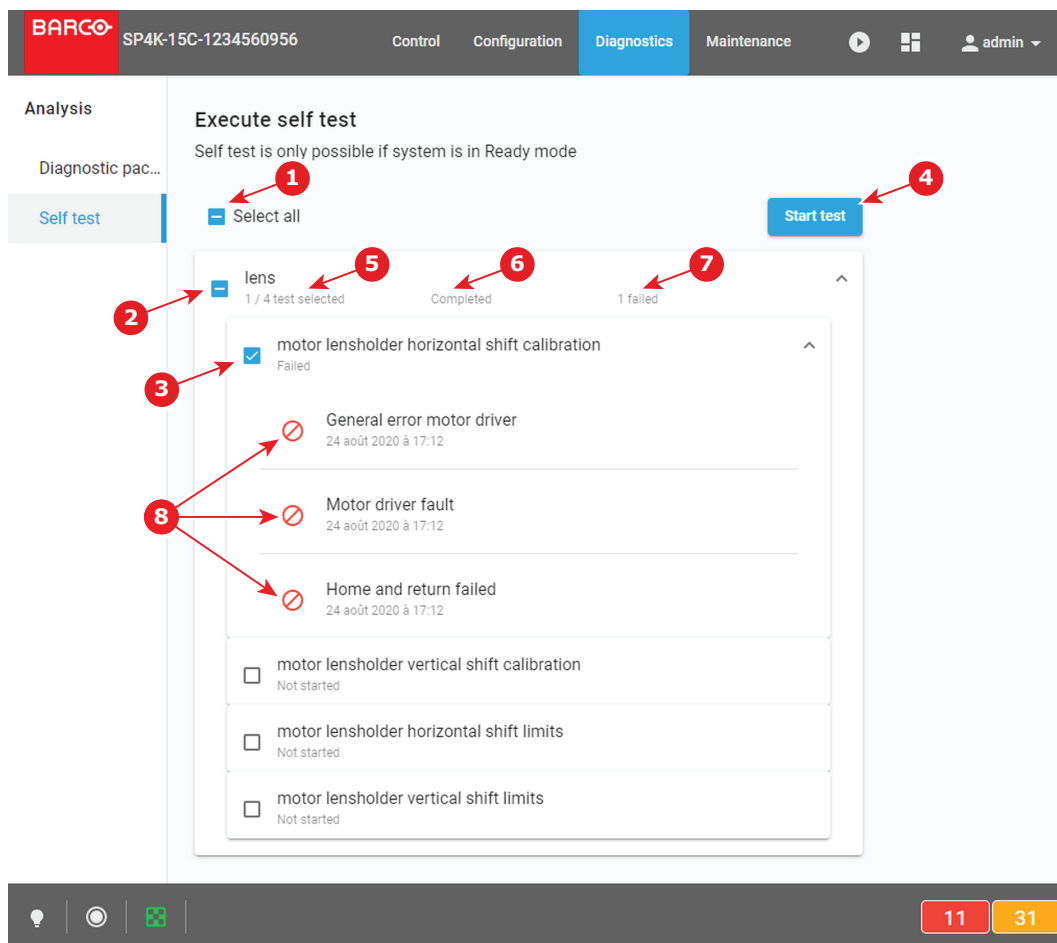 BARCO
SP4K-15C-1234560956
Control
Configuration
Diagnostics
Maintenance
admin
Analysis
Diagnostic pac...
Self test
Execute self test
Self test is only possible if system is in Ready mode
1
Select all
4
Start test
5
6
7
2
lens
1 / 4 test selected
Completed
1 failed
3
motor lensholder horizontal shift calibration
Failed
General error motor driver
24 août 2020 à 17:12
8
Motor driver fault
24 août 2020 à 17:12
Home and return failed
24 août 2020 à 17:12
motor lensholder vertical shift calibration
Not started
motor lensholder horizontal shift limits
Not started
motor lensholder vertical shift limits
Not started
11
31